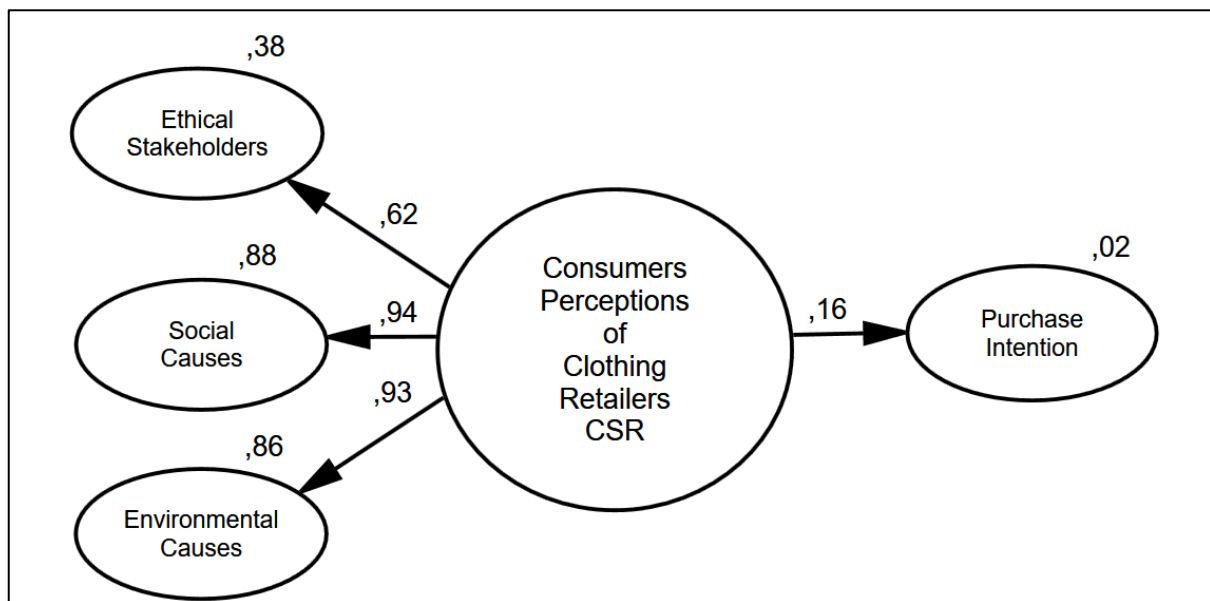 ,38
Ethical
Stakeholders
,62
,88
Social
Causes
,94
,93
,86
Environmental
Causes
Consumers
Perceptions
of
Clothing
Retailers
CSR
,16
,02
Purchase
Intention